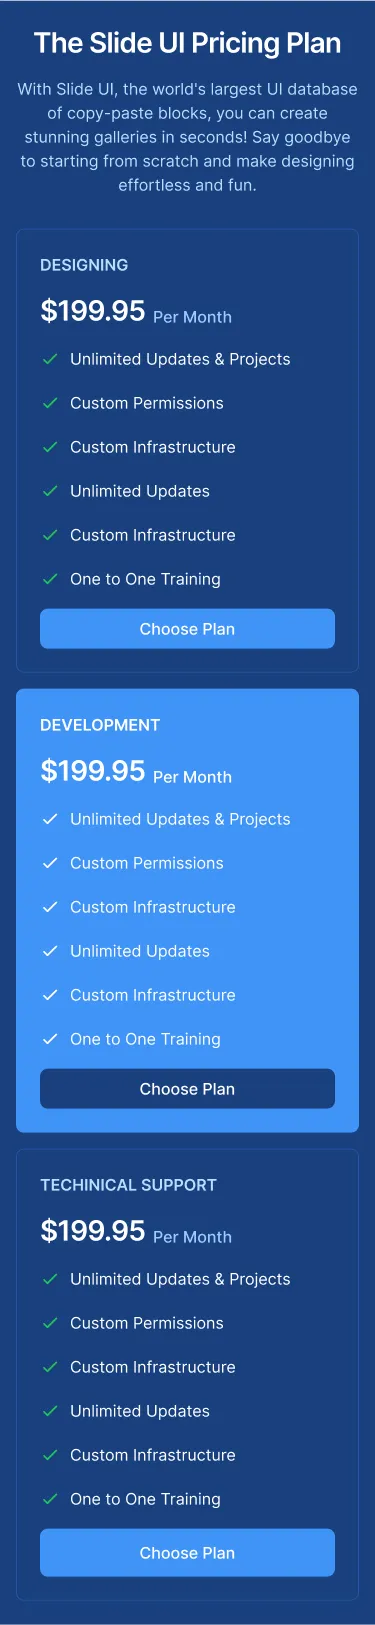 The Slide UI Pricing Plan
With Slide UI, the world's largest UI database
of copy-paste blocks, you can create
stunning galleries in seconds! Say goodbye
to starting from scratch and make designing
effortless and fun.
DESIGNING
$199.95 Per Month
Unlimited Updates & Projects
Custom Permissions
Custom Infrastructure
Unlimited Updates
Custom Infrastructure
One to One Training
Choose Plan
DEVELOPMENT
$199.95 Per Month
Unlimited Updates & Projects
Custom Permissions
Custom Infrastructure
Unlimited Updates
Custom Infrastructure
One to One Training
Choose Plan
TECHINICAL SUPPORT
$199.95 Per Month
Unlimited Updates & Projects
Custom Permissions
Custom Infrastructure
Unlimited Updates
Custom Infrastructure
One to One Training
Choose Plan